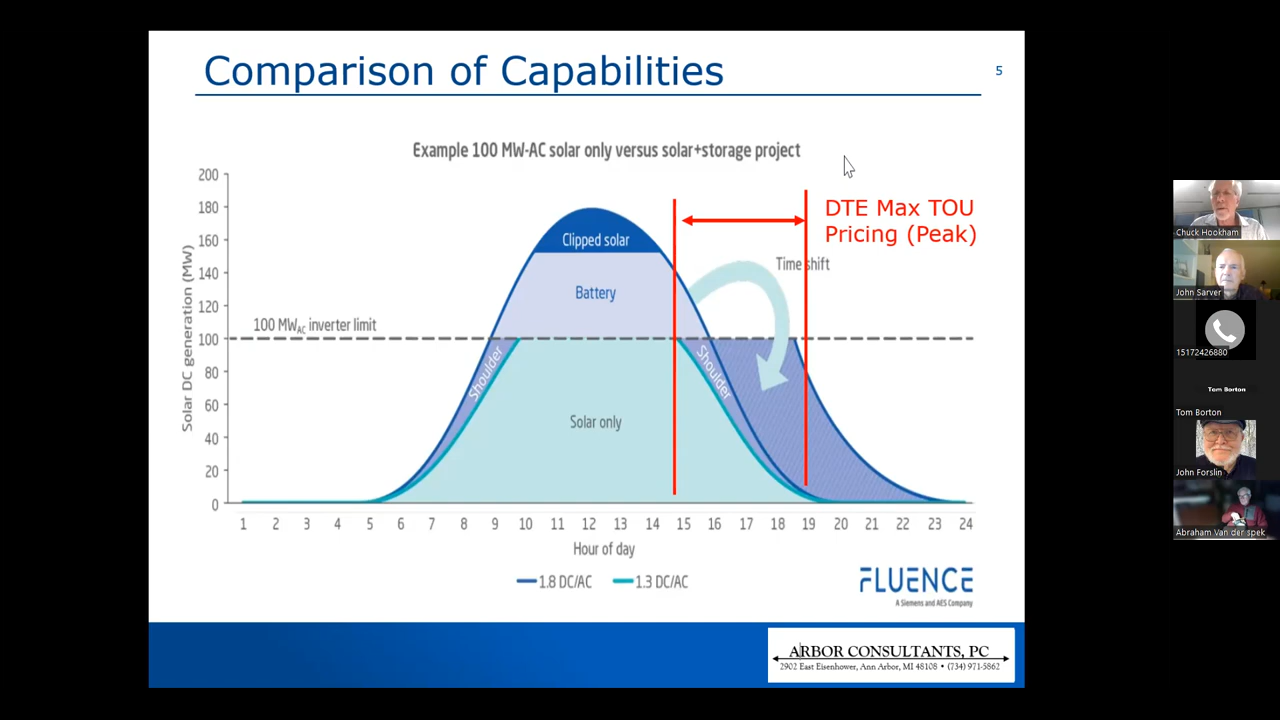 Comparison of Capabilities
5
Example 100 MW-AC solar only versus solar+storage project
200
180
160
140
120
100
80
60
40
20
0
Solar DC generation (MW)
Clipped solar
Battery
100 MWAC inverter limit
Shoulder
Solar only
Shoulder
DTE Max TOU
Pricing (Peak)
Time shift
1 2 3 4 5 6 7 8 9 10 11 12 13 14 15 16 17 18 19 20 21 22 23 24
Hour of day
1.8 DC/AC 1.3 DC/AC
FLUENCE
A Siemens and AES Company
ARBOR CONSULTANTS, PC
2902 East Eisenhower, Ann Arbor, MI 48108 • (734) 971-5862
Chuck Hookham
John Sarver
15172426880
Tom Borton
Tom Borton
John Forslin
Abraham Van der spek